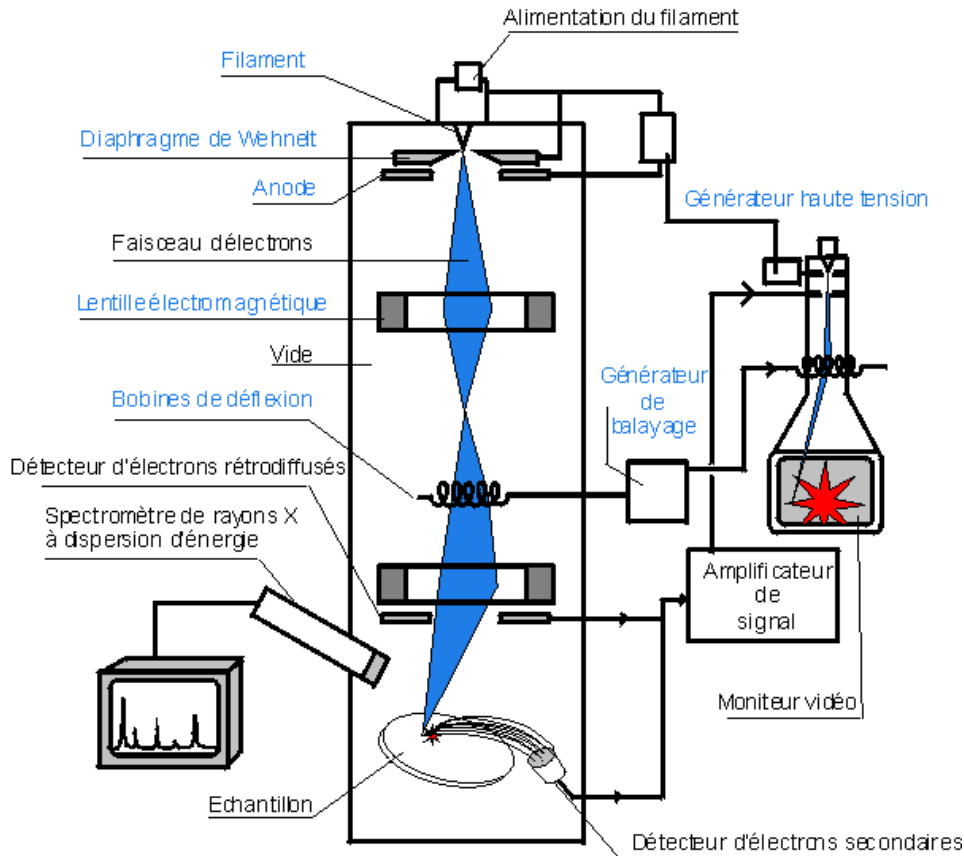 Alimentation du filament
Filament
Diaphragme de Wehnelt
Anode
Générateur haute tension
Faisceau délectrons
Lentille électromagnétique
Vide
Générateur
de
balayage
Bobines de déflexion
Détecteur d'électrons rétrodiffusés
Spectromètre de rayons X
à dispersion d'énergie
Amplificateur
de
signal
Moniteur vidéo
Echantillon
Détecteur d'électrons secondaires